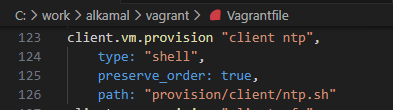 C: > work > alkamal > vagrant > Vagrantfile
123 client.vm.provision "client ntp",
124     type: "shell",
125     preserve_order: true,
126     path: "provision/client/ntp.sh"